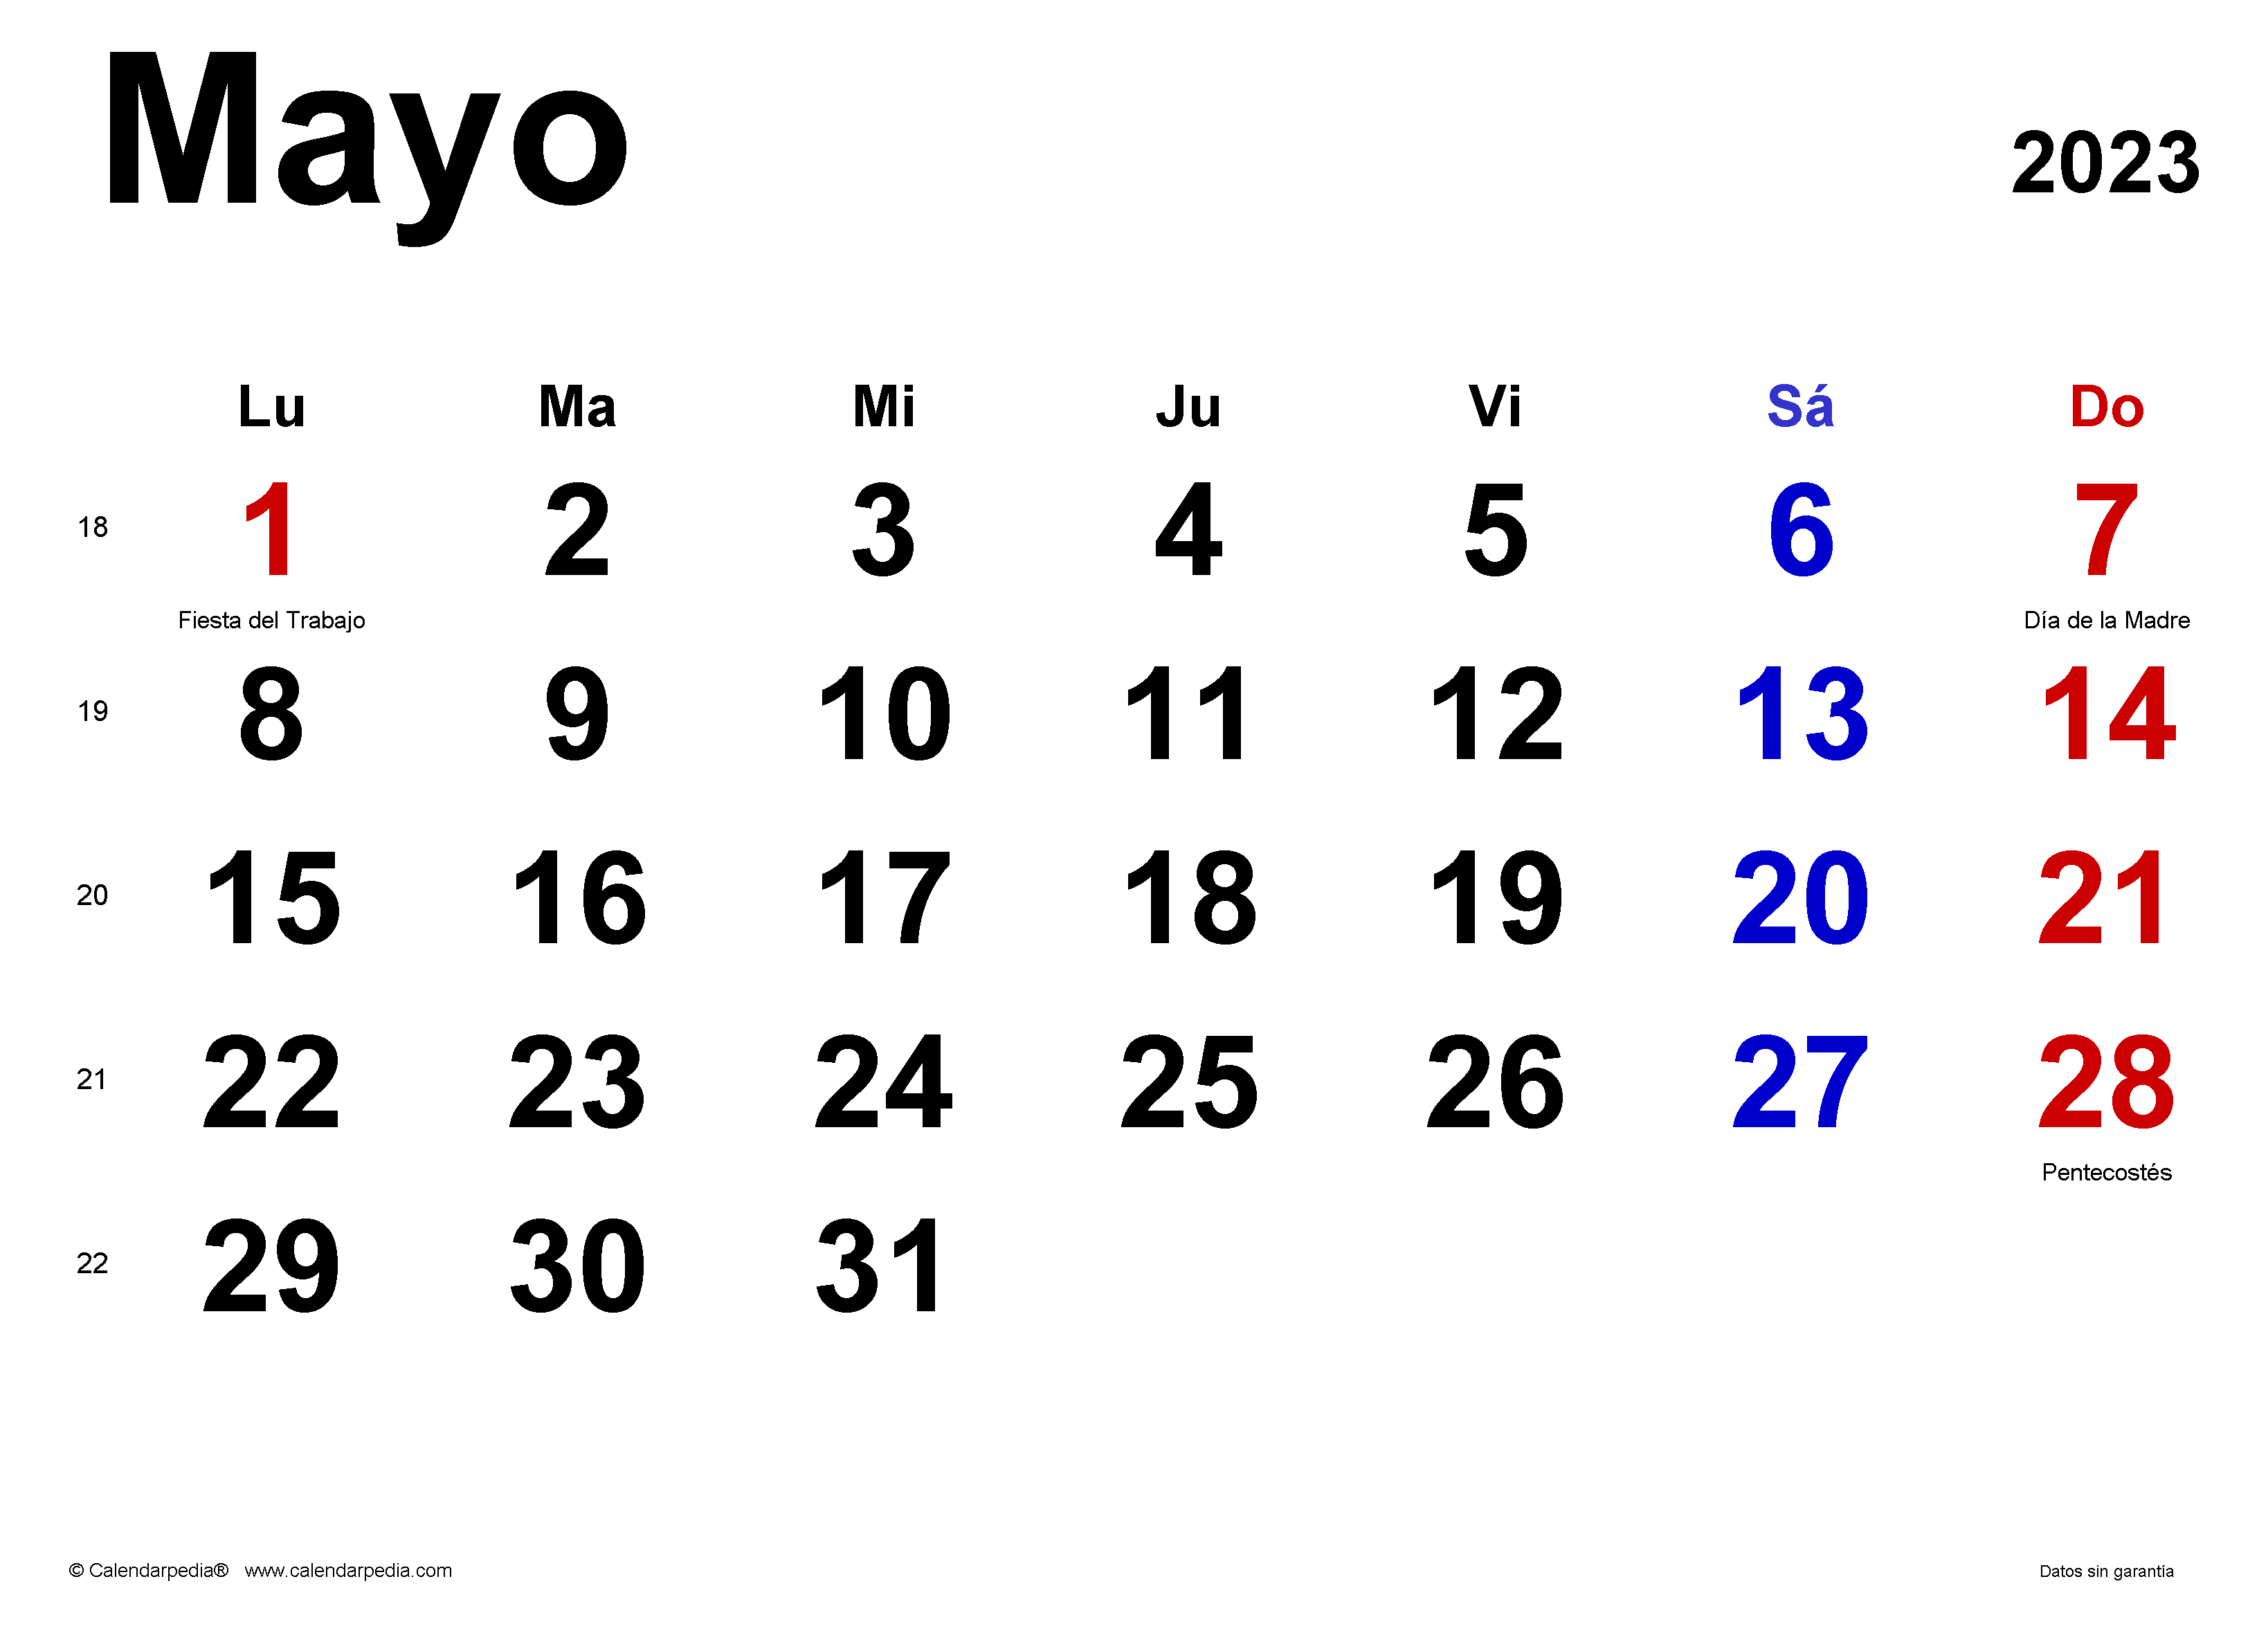 Mayo
2023
Lu Ma Mi Ju Vi Sá Do
18 1 2 3 4 5 6 7
Fiesta del Trabajo Día de la Madre
19 8 9 10 11 12 13 14
20 15 16 17 18 19 20 21
21 22 23 24 25 26 27 28
Pentecostés
22 29 30 31
© Calendarpedia® www.calendarpedia.com Datos sin garantía